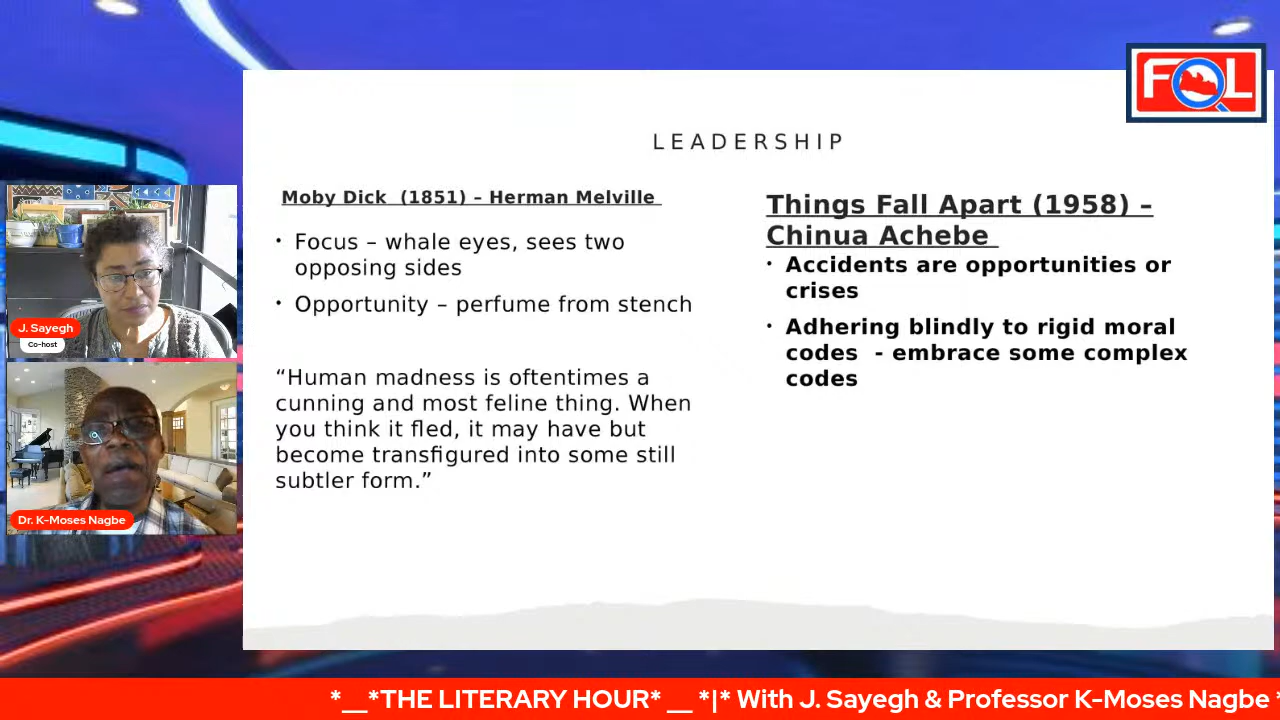 FQL
LEADERSHIP
Moby Dick (1851) – Herman Melville
• Focus – whale eyes, sees two
opposing sides
• Opportunity – perfume from stench
“Human madness is oftentimes a
cunning and most feline thing. When
you think it fled, it may have but
become transfigured into some still
subtler form.”
Things Fall Apart (1958) –
Chinua Achebe
• Accidents are opportunities or
crises
• Adhering blindly to rigid moral
codes - embrace some complex
codes
J. Sayegh
Co-host
Dr. K-Moses Nagbe
*__*THE LITERARY HOUR* __ *|* With J. Sayegh & Professor K-Moses Nagbe *